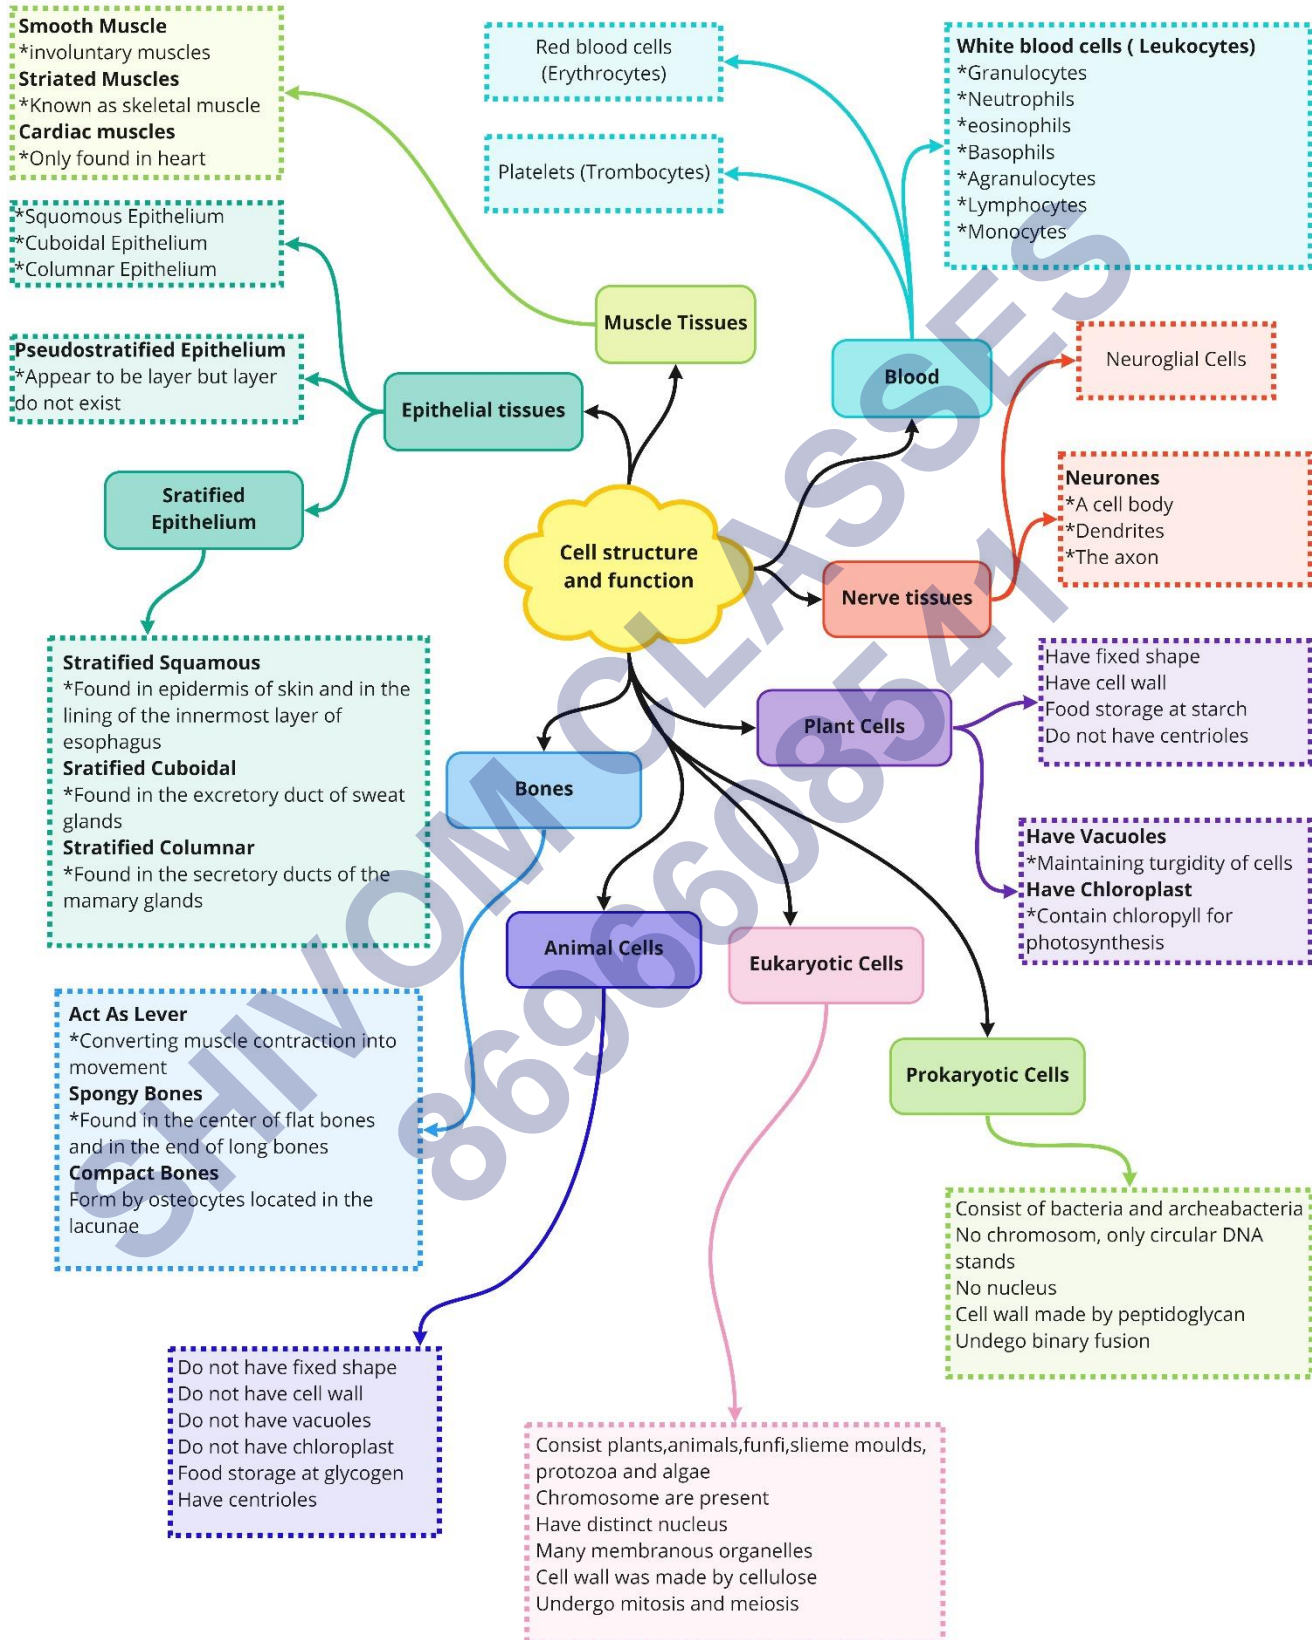 Smooth Muscle
*involuntary muscles
Striated Muscles
*Known as skeletal muscle
Cardiac muscles
*Only found in heart
Red blood cells
(Erythrocytes)
Platelets (Trombocytes)
White blood cells ( Leukocytes)
*Granulocytes
*Neutrophils
*eosinophils
*Basophils
*Agranulocytes
*Lymphocytes
*Monocytes
*Squomous Epithelium
*Cuboidal Epithelium
*Columnar Epithelium
Muscle Tissues
Pseudostratified Epithelium
*Appear to be layer but layer
do not exist
Epithelial tissues
Blood
Neuroglial Cells
Sratified
Epithelium
Cell structure
and function
Neurones
*A cell body
*Dendrites
*The axon
Nerve tissues
Stratified Squamous
*Found in epidermis of skin and in the
lining of the innermost layer of
esophagus
Sratified Cuboidal
*Found in the excretory duct of sweat
glands
Stratified Columnar
*Found in the secretory ducts of the
mamary glands
Plant Cells
Have fixed shape
Have cell wall
Food storage at starch
Do not have centrioles
Bones
Have Vacuoles
*Maintaining turgidity of cells
Have Chloroplast
*Contain chloropyll for
photosynthesis
Animal Cells
Eukaryotic Cells
Prokaryotic Cells
Act As Lever
*Converting muscle contraction into
movement
Spongy Bones
*Found in the center of flat bones
and in the end of long bones
Compact Bones
Form by osteocytes located in the
lacunae
Consist of bacteria and archeabacteria
No chromosom, only circular DNA
stands
No nucleus
Cell wall made by peptidoglycan
Undego binary fusion
Do not have fixed shape
Do not have cell wall
Do not have vacuoles
Do not have chloroplast
Food storage at glycogen
Have centrioles
Consist plants,animals,funfi,slieme moulds,
protozoa and algae
Chromosome are present
Have distinct nucleus
Many membranous organelles
Cell wall was made by cellulose
Undergo mitosis and meiosis
SHIVOM CLASSES
8696608541